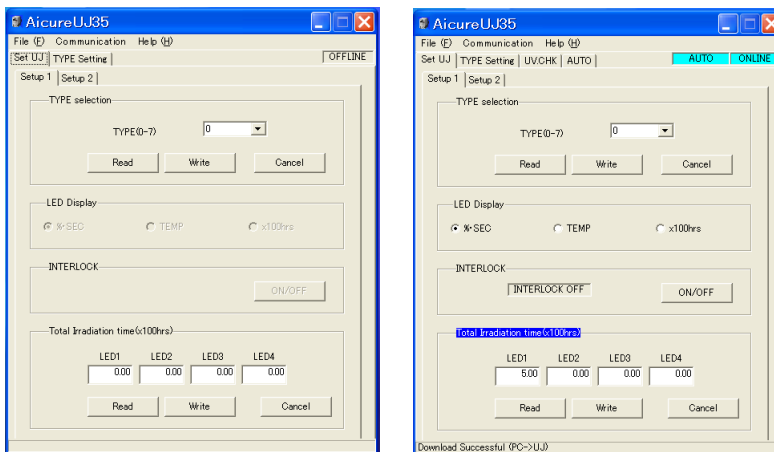 AicureUJ35
File (F) Communication Help (H)
Set UJ TYPE Setting OFFLINE
Setup 1 Setup 2
TYPE selection
TYPE(0-7) 0
Read Write Cancel
LED Display
%·SEC TEMP x100hrs
INTERLOCK
ON/OFF
Total Irradiation time(x100hrs)
LED1 LED2 LED3 LED4
0.00 0.00 0.00 0.00
Read Write Cancel
AicureUJ35
File (F) Communication Help (H)
Set UJ TYPE Setting UV.CHK AUTO AUTO ONLINE
Setup 1 Setup 2
TYPE selection
TYPE(0-7) 0
Read Write Cancel
LED Display
%·SEC TEMP x100hrs
INTERLOCK
INTERLOCK OFF ON/OFF
Total Irradiation time(x100hrs)
LED1 LED2 LED3 LED4
5.00 0.00 0.00 0.00
Read Write Cancel
Download Successful (PC->UJ)